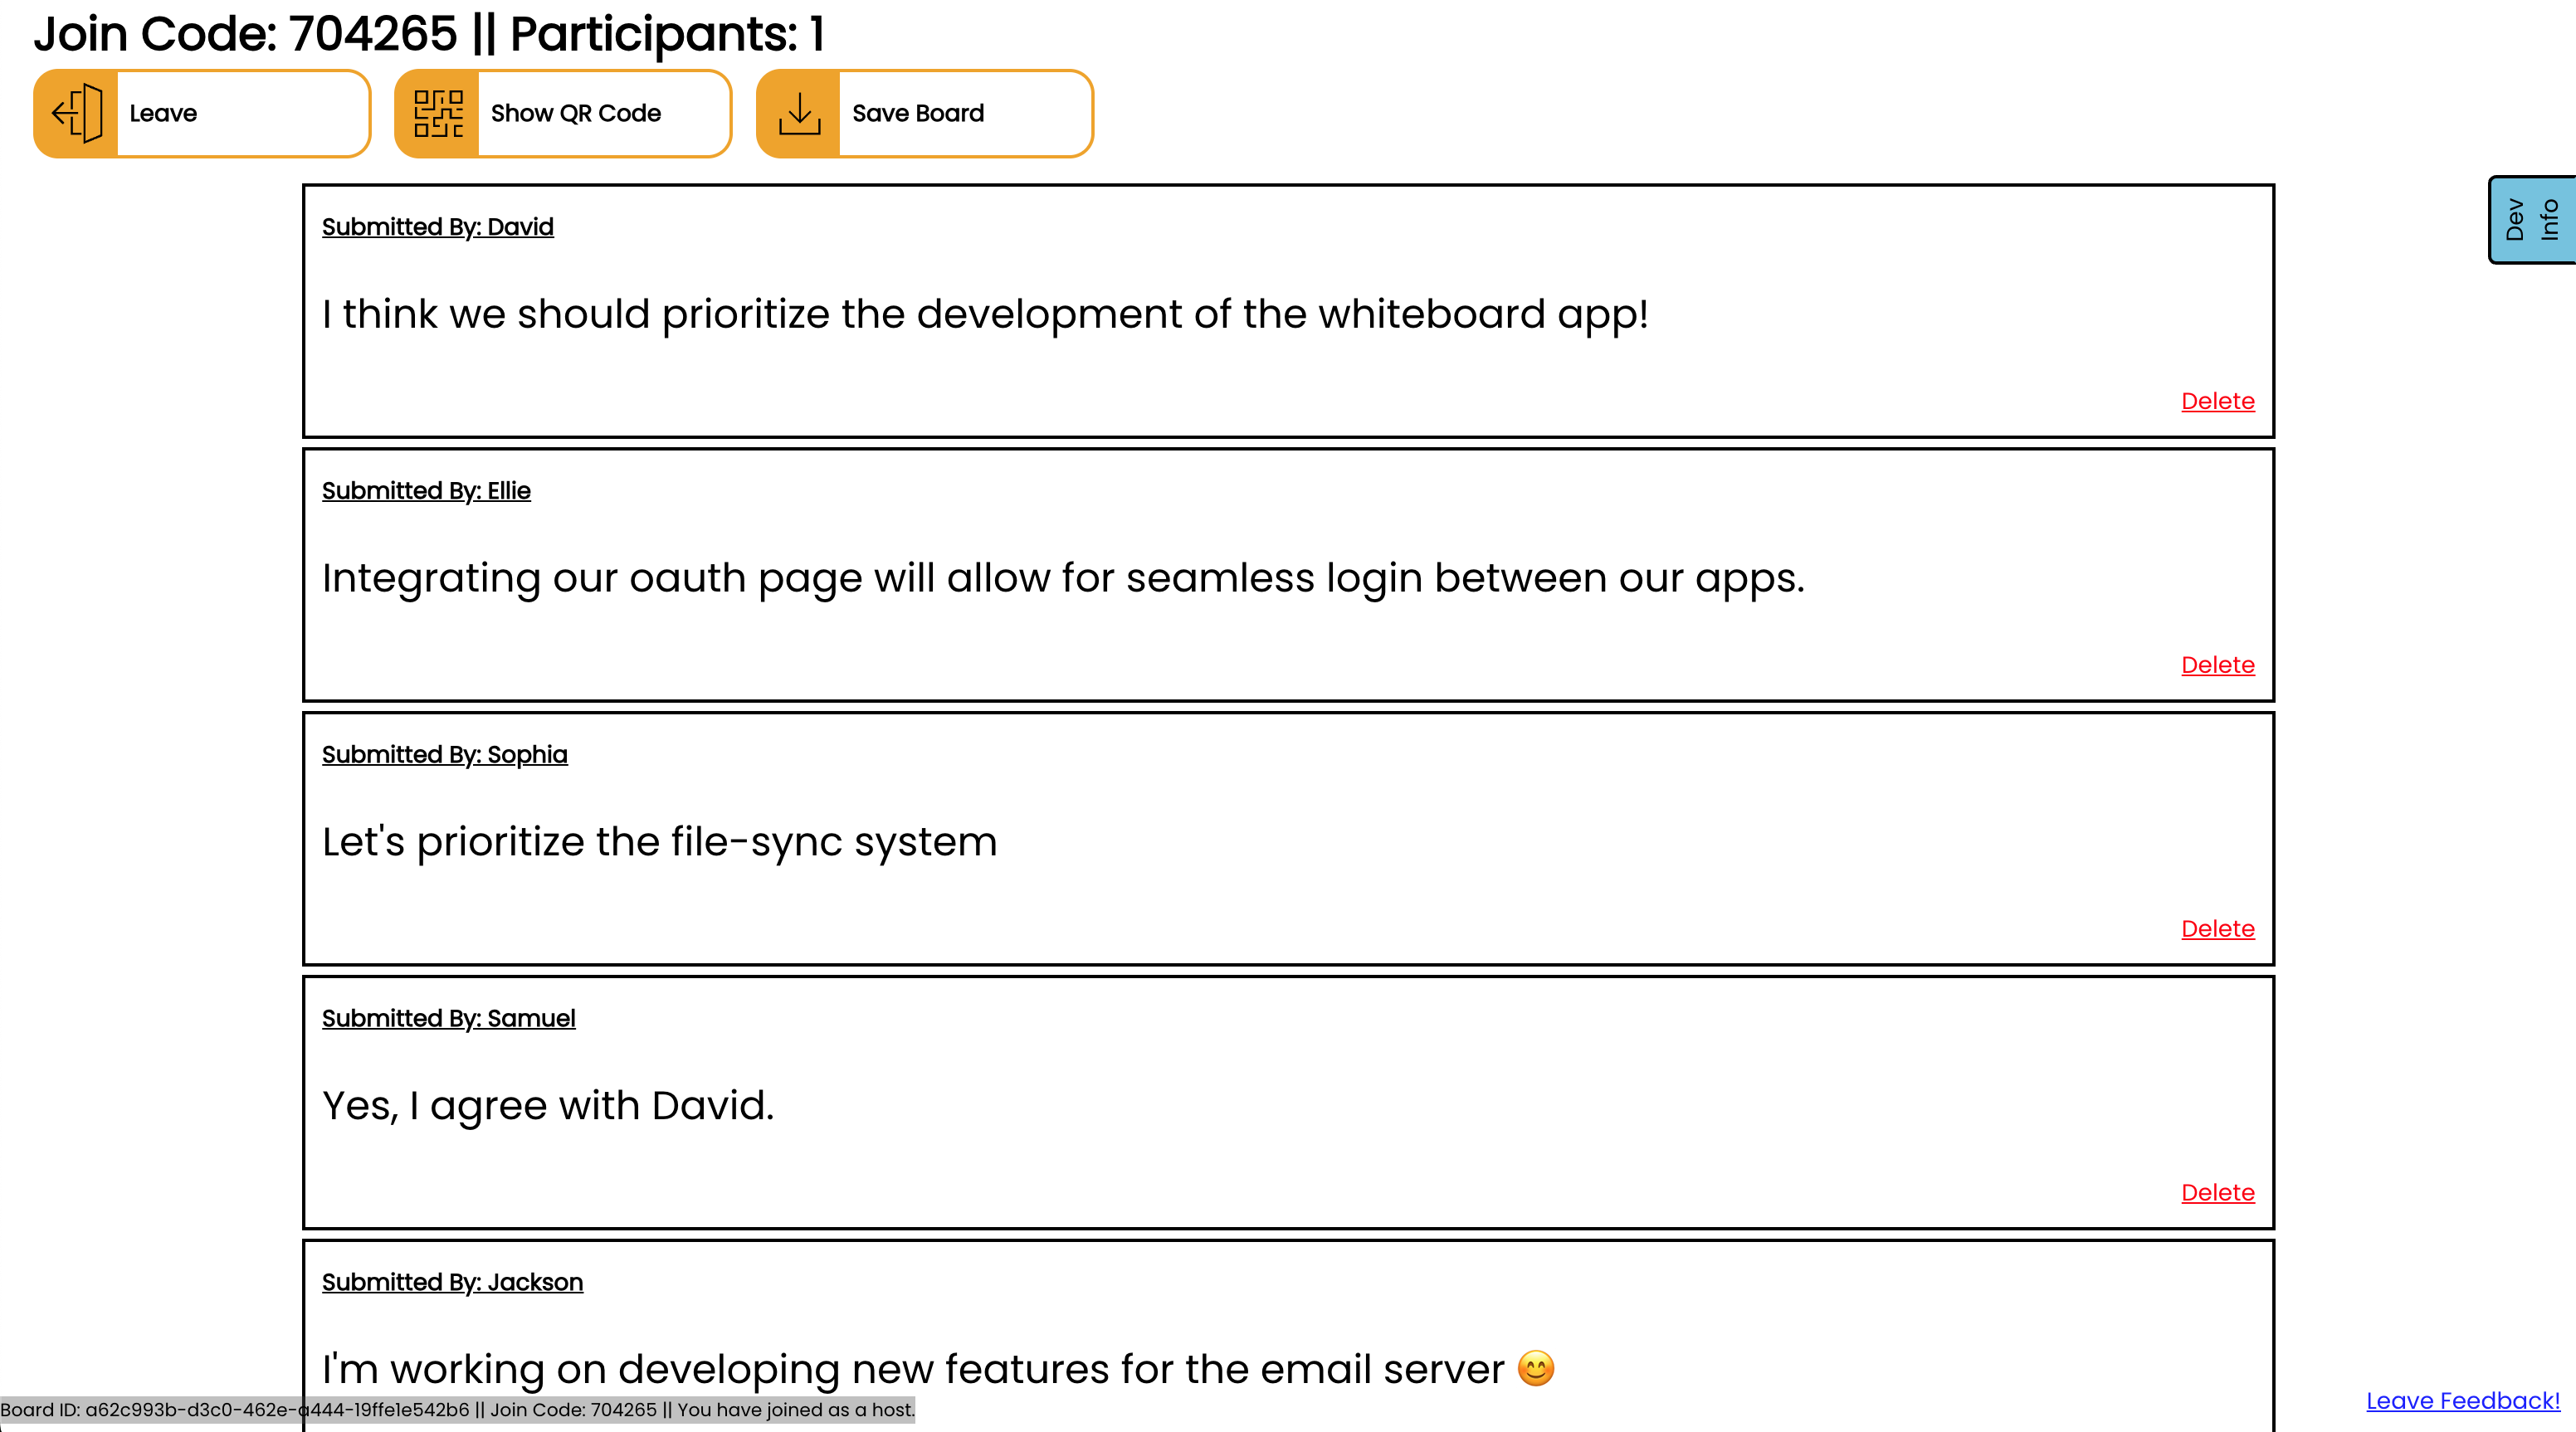 Join Code: 704265 || Participants: 1
Leave
Show QR Code
Save Board
Dev
Info
Submitted By: David
I think we should prioritize the development of the whiteboard app!
Delete
Submitted By: Ellie
Integrating our oauth page will allow for seamless login between our apps.
Delete
Submitted By: Sophia
Let's prioritize the file-sync system
Delete
Submitted By: Samuel
Yes, I agree with David.
Delete
Submitted By: Jackson
I'm working on developing new features for the email server 😊
Board ID: a62c993b-d3c0-462e-a444-19ffe1e542b6 || Join Code: 704265 || You have joined as a host.
Leave Feedback!